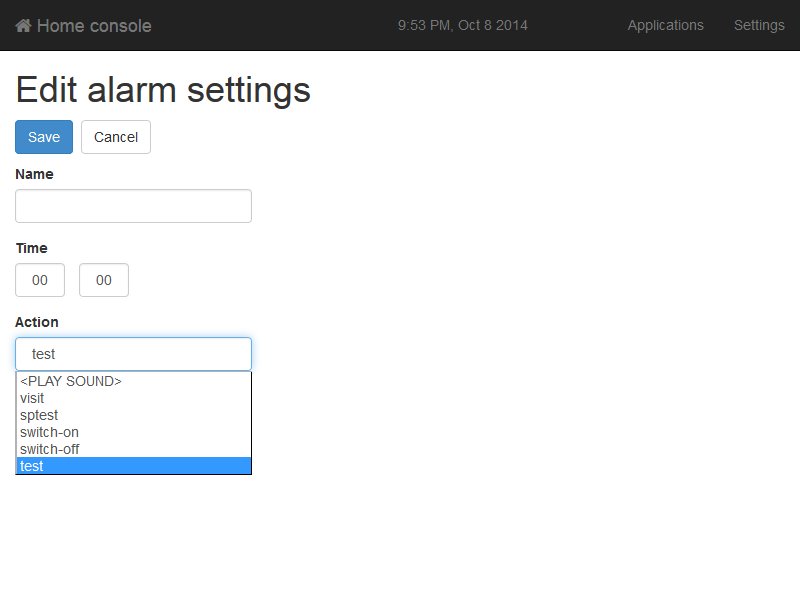 Home console 9:53 PM, Oct 8 2014 Applications Settings
Edit alarm settings
Save Cancel
Name
Time
00 00
Action
test
<PLAY SOUND>
visit
sptest
switch-on
switch-off
test